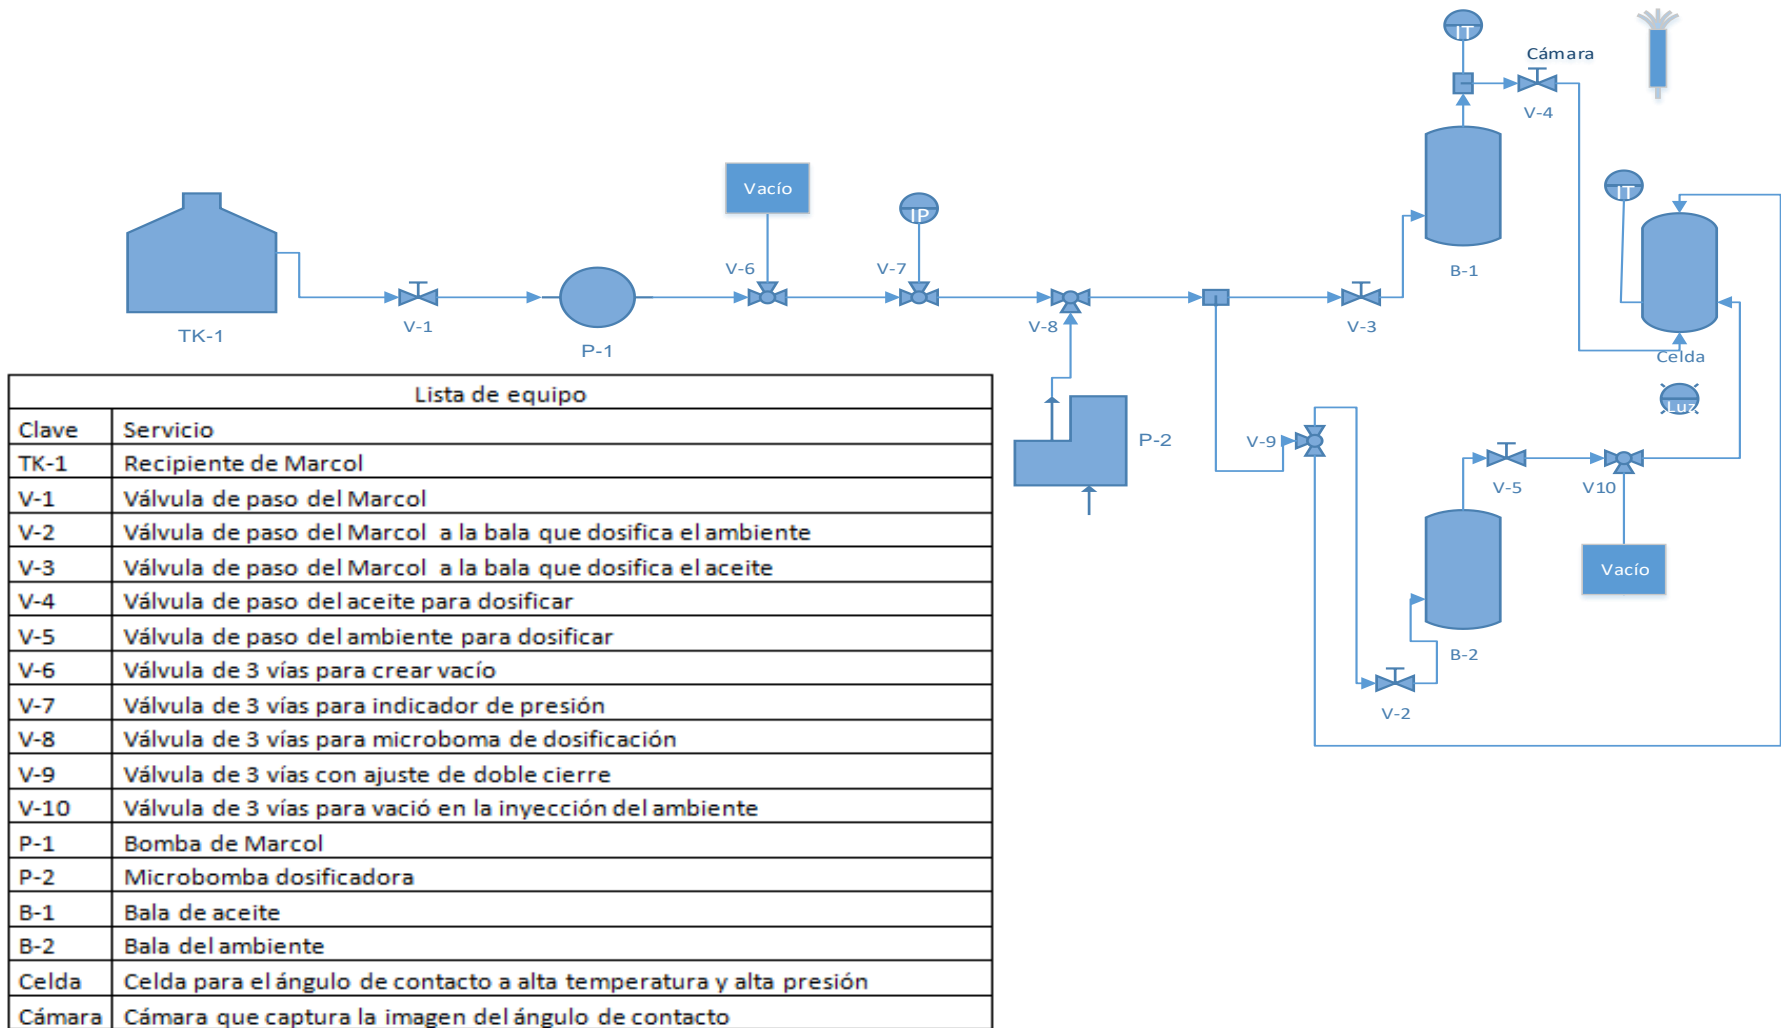 IT
Cámara
V-4
Vacío
IT
IP
V-6
V-7
B-1
V-8
V-3
V-1
TK-1
P-1
Celda
Luz
P-2
V-9
V-5
V10
Vacío
B-2
V-2
Lista de equipo
Clave Servicio
TK-1 Recipiente de Marcol
V-1 Válvula de paso del Marcol
V-2 Válvula de paso del Marcol a la bala que dosifica el ambiente
V-3 Válvula de paso del Marcol a la bala que dosifica el aceite
V-4 Válvula de paso del aceite para dosificar
V-5 Válvula de paso del ambiente para dosificar
V-6 Válvula de 3 vías para crear vacío
V-7 Válvula de 3 vías para indicador de presión
V-8 Válvula de 3 vías para microboma de dosificación
V-9 Válvula de 3 vías con ajuste de doble cierre
V-10 Válvula de 3 vías para vació en la inyección del ambiente
P-1 Bomba de Marcol
P-2 Microbomba dosificadora
B-1 Bala de aceite
B-2 Bala del ambiente
Celda Celda para el ángulo de contacto a alta temperatura y alta presión
Cámara Cámara que captura la imagen del ángulo de contacto